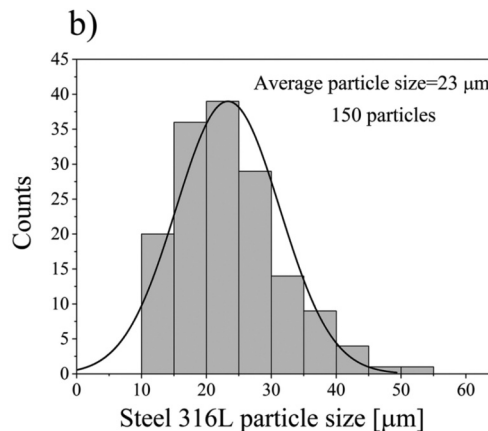 b)
45
40
35
30
25
20
15
10
5
0
Counts
Average particle size=23 μm
150 particles
0 10 20 30 40 50 60
Steel 316L particle size [μm]